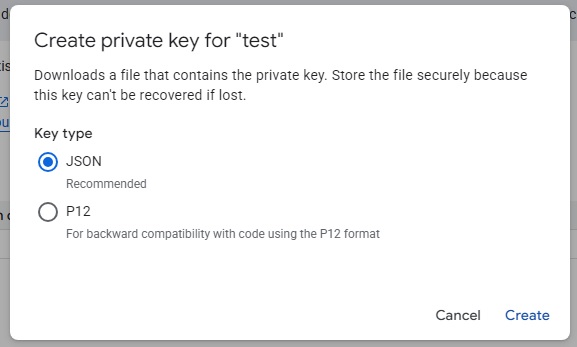 Create private key for "test"
Downloads a file that contains the private key. Store the file securely because
this key can't be recovered if lost.
Key type
JSON
Recommended
P12
For backward compatibility with code using the P12 format
Cancel Create